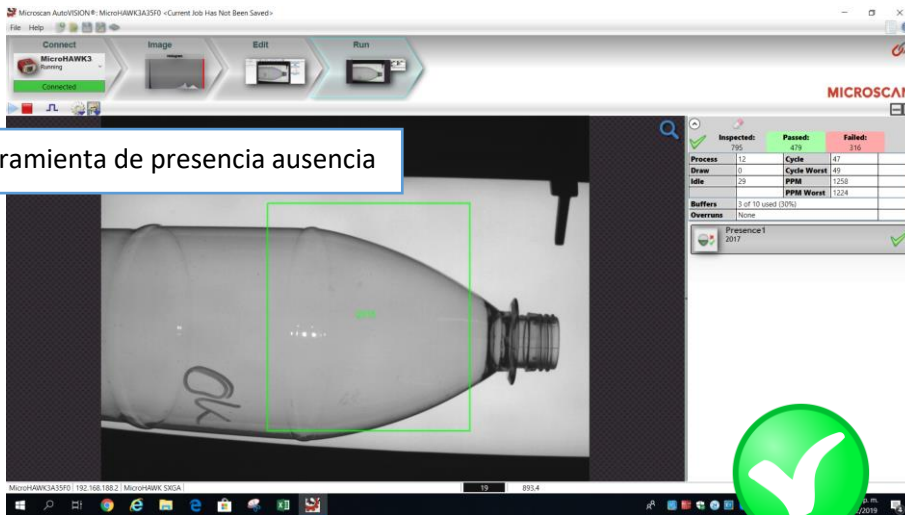 Microscan AutoVISION®: MicroHAWK3A35F0 <Current Job Has Not Been Saved>
File Help
Connect Image Edit Run
MicroHAWK3
Running
Connected
MICROSCAN
ramienta de presencia ausencia
Inspected: Passed: Failed:
795 479 316
Process 12 Cycle 47
Draw 0 Cycle Worst 49
Idle 29 PPM 1258
PPM Worst 1224
Buffers 3 of 10 used (30%)
Overruns None
Presence1
2017
OK
MicroHAWK3A35F0 192.168.188.2 MicroHAWK SXGA 19 893,4
p. m.
/2019